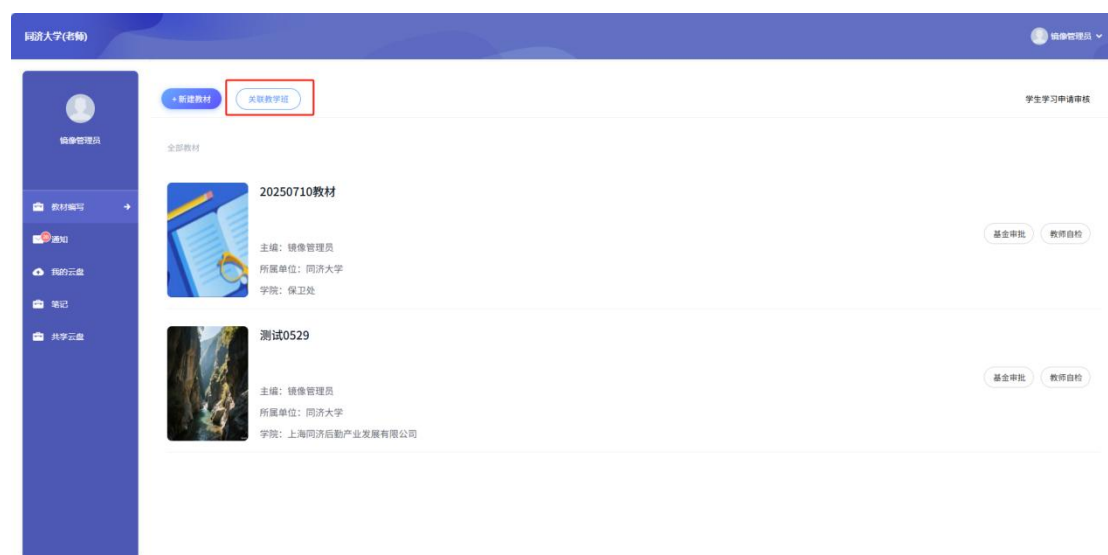 同济大学(老师)
镜像管理员
镜像管理员
教材编写
通知
我的云盘
笔记
共享云盘
+新建教材
关联教学班
学生学习申请审核
全部教材
20250710教材
主编：镜像管理员
所属单位：同济大学
学院：保卫处
基金审批
教师自检
测试0529
主编：镜像管理员
所属单位：同济大学
学院：上海同济后勤产业发展有限公司
基金审批
教师自检